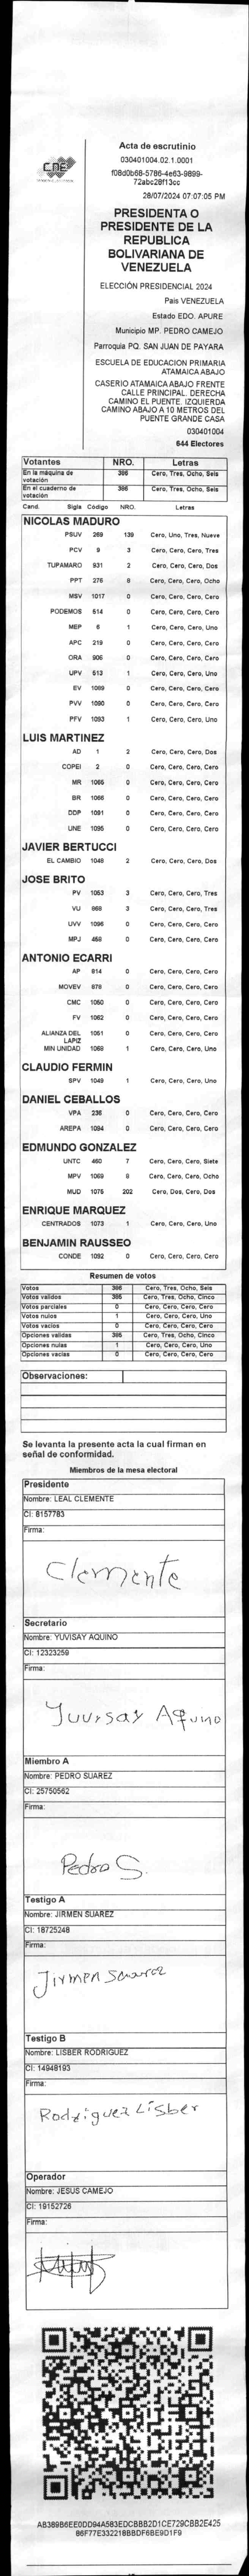 CNE
Acta de escrutinio
030401004.02.1.0001
f08d0b68-5786-4e63-9899-
72abc28f13cc
28/07/2024 07:07:05 PM
PRESIDENTA O
PRESIDENTE DE LA
REPUBLICA
BOLIVARIANA DE
VENEZUELA
ELECCIÓN PRESIDENCIAL 2024
País VENEZUELA
Estado EDO. APURE
Municipio MP. PEDRO CAMEJO
Parroquia PQ. SAN JUAN DE PAYARA
ESCUELA DE EDUCACION PRIMARIA
ATAMAICA ABAJO
CASERIO ATAMAICA ABAJO FRENTE
CALLE PRINCIPAL. DERECHA
CAMINO EL PUENTE. IZQUIERDA
CAMINO ABAJO A 10 METROS DEL
PUENTE GRANDE CASA
030401004
644 Electores
Votantes NRO. Letras
En la máquina de votación 386 Cero, Tres, Ocho, Seis
En el cuaderno de votación 386 Cero, Tres, Ocho, Seis
Cand. Sigla Código NRO. Letras
NICOLAS MADURO
PSUV 269 139 Cero, Uno, Tres, Nueve
PCV 9 3 Cero, Cero, Cero, Tres
TUPAMARO 931 2 Cero, Cero, Cero, Dos
PPT 275 8 Cero, Cero, Cero, Ocho
MSV 1017 0 Cero, Cero, Cero, Cero
PODEMOS 514 0 Cero, Cero, Cero, Cero
MEP 6 1 Cero, Cero, Cero, Uno
APC 219 0 Cero, Cero, Cero, Cero
ORA 906 0 Cero, Cero, Cero, Cero
UPV 513 1 Cero, Cero, Cero, Uno
EV 1089 0 Cero, Cero, Cero, Cero
PVV 1090 0 Cero, Cero, Cero, Cero
PFV 1093 1 Cero, Cero, Cero, Uno
LUIS MARTINEZ
AD 1 2 Cero, Cero, Cero, Dos
COPEI 2 0 Cero, Cero, Cero, Cero
MR 1065 0 Cero, Cero, Cero, Cero
BR 1066 0 Cero, Cero, Cero, Cero
DDP 1091 0 Cero, Cero, Cero, Cero
UNE 1095 0 Cero, Cero, Cero, Cero
JAVIER BERTUCCI
EL CAMBIO 1048 2 Cero, Cero, Cero, Dos
JOSE BRITO
PV 1053 3 Cero, Cero, Cero, Tres
VU 868 3 Cero, Cero, Cero, Tres
UVV 1096 0 Cero, Cero, Cero, Cero
MPJ 458 0 Cero, Cero, Cero, Cero
ANTONIO ECARRI
AP 814 0 Cero, Cero, Cero, Cero
MOVEV 878 0 Cero, Cero, Cero, Cero
CMC 1050 0 Cero, Cero, Cero, Cero
FV 1052 0 Cero, Cero, Cero, Cero
ALIANZA DEL LAPIZ 1051 0 Cero, Cero, Cero, Cero
MIN UNIDAD 1068 1 Cero, Cero, Cero, Uno
CLAUDIO FERMIN
SPV 1049 1 Cero, Cero, Cero, Uno
DANIEL CEBALLOS
VPA 236 0 Cero, Cero, Cero, Cero
AREPA 1094 0 Cero, Cero, Cero, Cero
EDMUNDO GONZALEZ
UNTC 460 7 Cero, Cero, Cero, Siete
MPV 1069 8 Cero, Cero, Cero, Ocho
MUD 1075 202 Cero, Dos, Cero, Dos
ENRIQUE MARQUEZ
CENTRADOS 1073 1 Cero, Cero, Cero, Uno
BENJAMIN RAUSSEO
CONDE 1092 0 Cero, Cero, Cero, Cero
Resumen de votos
Votos 386 Cero, Tres, Ocho, Seis
Votos validos 385 Cero, Tres, Ocho, Cinco
Votos parciales 0 Cero, Cero, Cero, Cero
Votos nulos 1 Cero, Cero, Cero, Uno
Votos vacios 0 Cero, Cero, Cero, Cero
Opciones validas 385 Cero, Tres, Ocho, Cinco
Opciones nulas 1 Cero, Cero, Cero, Uno
Opciones vacias 0 Cero, Cero, Cero, Cero
Observaciones:
Se levanta la presente acta la cual firman en
señal de conformidad.
Miembros de la mesa electoral
Presidente
Nombre: LEAL CLEMENTE
CI: 8157783
Firma:
Clemente
Secretario
Nombre: YUVISAY AQUINO
CI: 12323259
Firma:
Yuvisay Aquino
Miembro A
Nombre: PEDRO SUAREZ
CI: 25750562
Firma:
Pedro S.
Testigo A
Nombre: JIRMEN SUAREZ
CI: 18725248
Firma:
Jirmen Suarez
Testigo B
Nombre: LISBER RODRIGUEZ
CI: 14948193
Firma:
Rodriguez Lisber
Operador
Nombre: JESUS CAMEJO
CI: 19152726
Firma:
AB389B6EE0DD94A583EDCBBB2D1CE729CBB2E425
86F77E332218BBDF6BE9D1F9